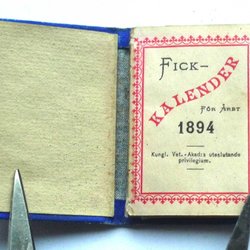 FICK-
KALENDER
FÖR ÅRET
1894
Kungl. Vet.-Akad:s uteslutande
privilegium.